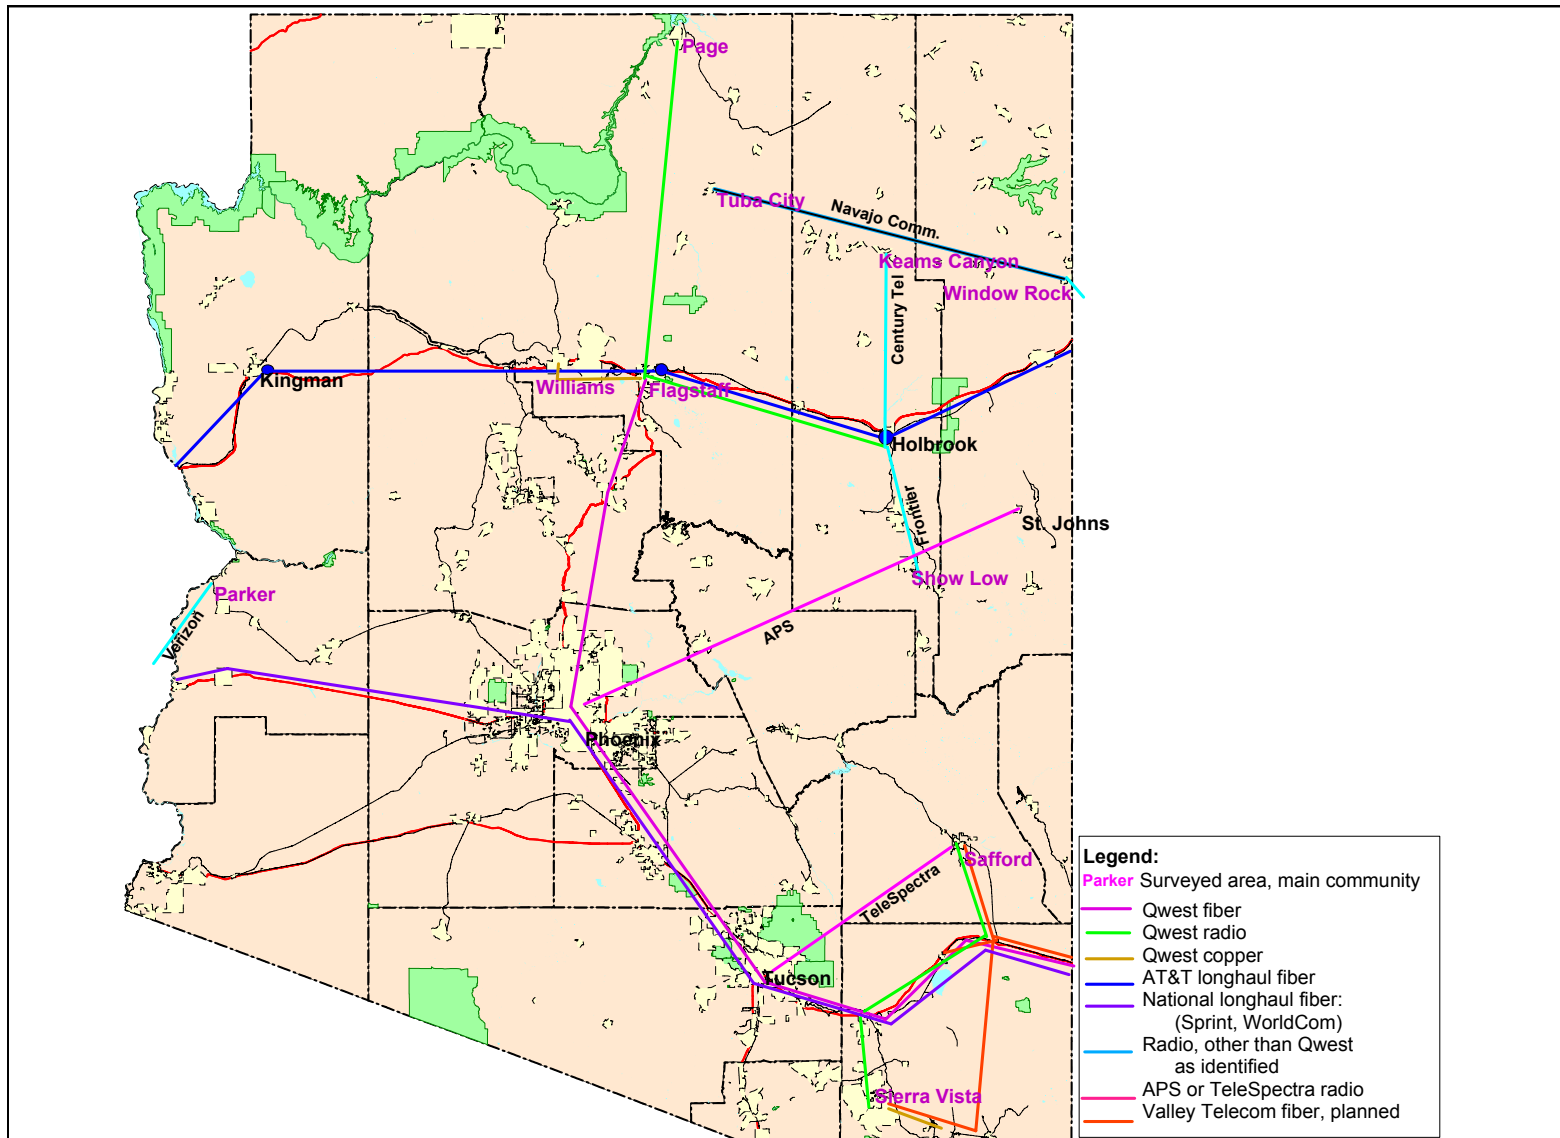 Page
Tuba City
Navajo Comm.
Keams Canyon
Window Rock
Century Tel
Kingman
Williams
Flagstaff
Holbrook
Frontier
St. Johns
Show Low
Parker
Verizon
APS
Phoenix
Safford
TeleSpectra
Tucson
Sierra Vista
Legend:
Parker Surveyed area, main community
Qwest fiber
Qwest radio
Qwest copper
AT&T longhaul fiber
National longhaul fiber:
(Sprint, WorldCom)
Radio, other than Qwest
as identified
APS or TeleSpectra radio
Valley Telecom fiber, planned